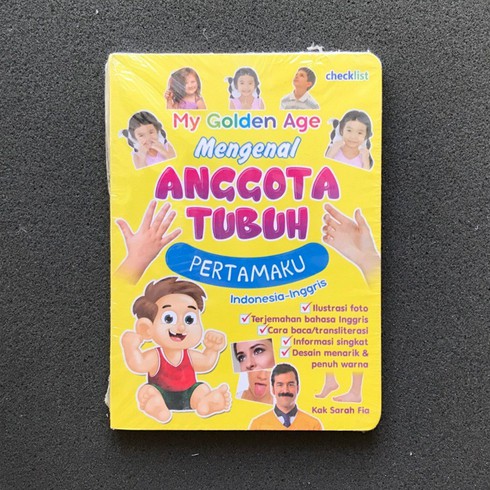 checklist
My Golden Age
Mengenal
ANGGOTA
TUBUH
PERTAMAKU
Indonesia-Inggris
Ilustrasi foto
Terjemahan bahasa Inggris
Cara baca/transliterasi
Informasi singkat
Desain menarik &
penuh warna
Kak Sarah Fia